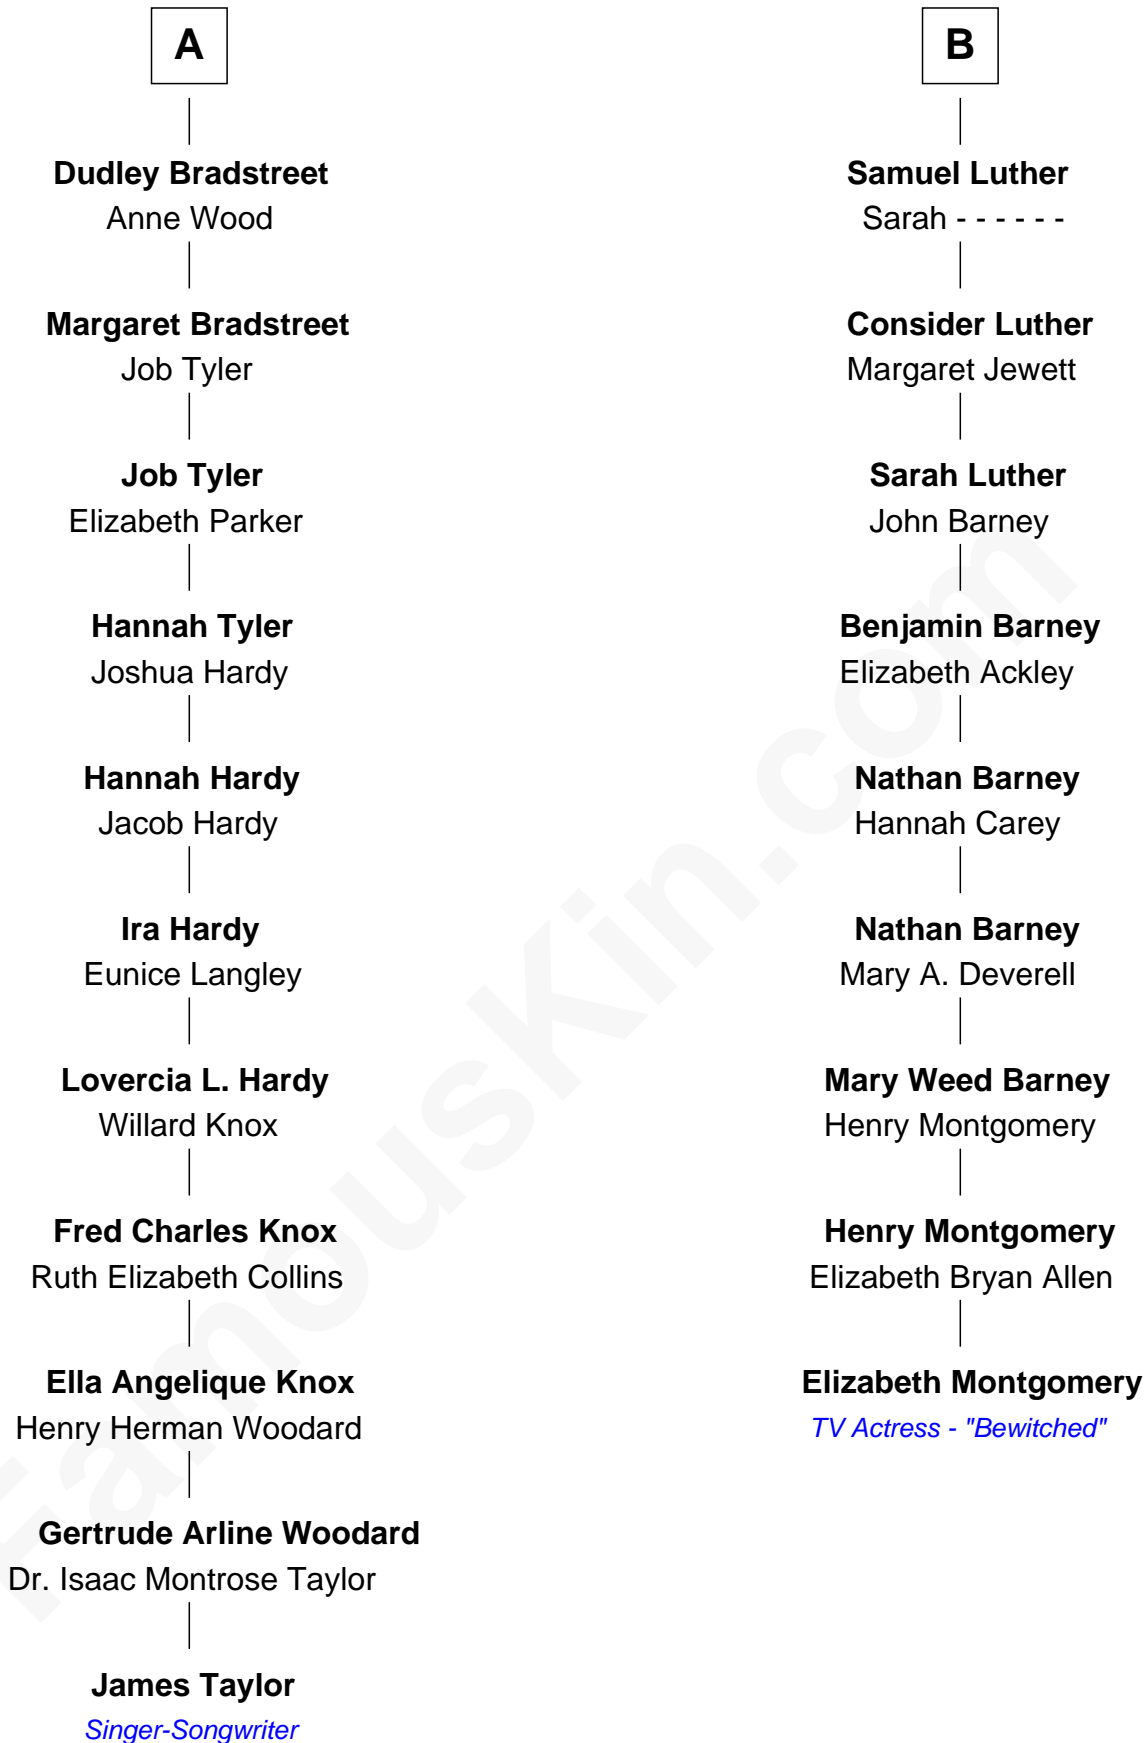 A
Dudley Bradstreet
Anne Wood
Margaret Bradstreet
Job Tyler
Job Tyler
Elizabeth Parker
Hannah Tyler
Joshua Hardy
Hannah Hardy
Jacob Hardy
Ira Hardy
Eunice Langley
Lovercia L. Hardy
Willard Knox
Fred Charles Knox
Ruth Elizabeth Collins
Ella Angelique Knox
Henry Herman Woodard
Gertrude Arline Woodard
Dr. Isaac Montrose Taylor
James Taylor
Singer-Songwriter
B
Samuel Luther
Sarah - - - - - -
Consider Luther
Margaret Jewett
Sarah Luther
John Barney
Benjamin Barney
Elizabeth Ackley
Nathan Barney
Hannah Carey
Nathan Barney
Mary A. Deverell
Mary Weed Barney
Henry Montgomery
Henry Montgomery
Elizabeth Bryan Allen
Elizabeth Montgomery
TV Actress - "Bewitched"
FamousKin.com